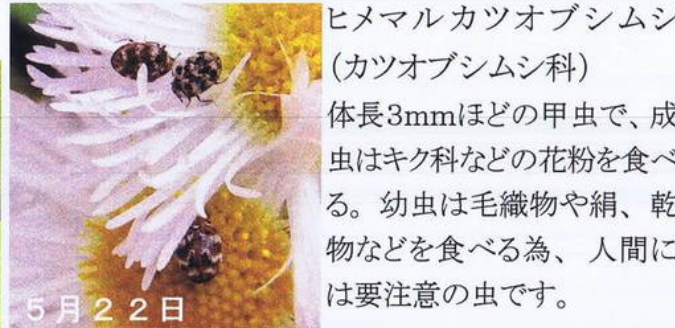 ヒメマルカツオブシムシ
（カツオブシムシ科）
体長3mmほどの甲虫で、成
虫はキク科などの花粉を食べ
る。幼虫は毛織物や絹、乾
物などを食べる為、人間に
は要注意の虫です。
５月２２日